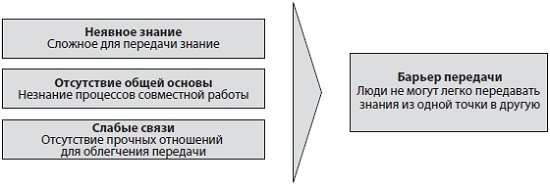 Неявное знание
Сложное для передачи знание
Отсутствие общей основы
Незнание процессов совместной работы
Слабые связи
Отсутствие прочных отношений
для облегчения передачи
Барьер передачи
Люди не могут легко передавать
знания из одной точки в другую